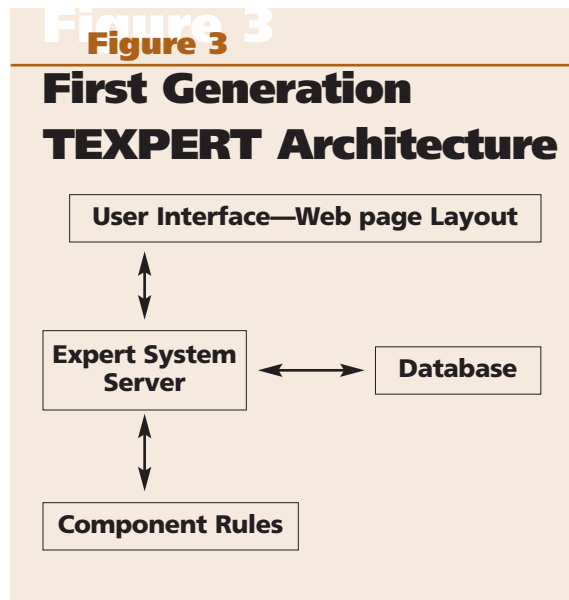 Figure 3
Figure 3
First Generation
TEXPERT Architecture
User Interface—Web page Layout
Expert System
Server
Database
Component Rules